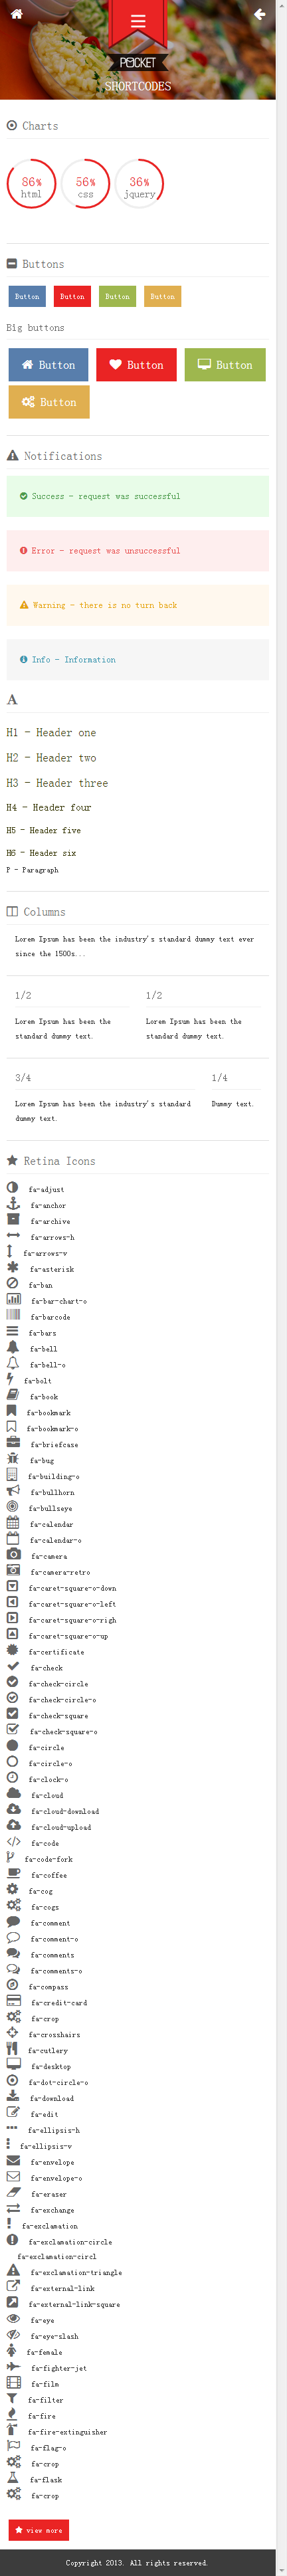 POCKET
SHORTCODES
Charts
86% 56% 36%
html css jquery
Buttons
Button Button Button Button
Big buttons
Button Button Button
Button
Notifications
Success - request was successful
Error - request was unsuccessful
Warning - there is no turn back
Info - Information
A
H1 - Header one
H2 - Header two
H3 - Header three
H4 - Header four
H5 - Header five
H6 - Header six
P - Paragraph
Columns
Lorem Ipsum has been the industry's standard dummy text ever
since the 1500s...
1/2 1/2
Lorem Ipsum has been the Lorem Ipsum has been the
standard dummy text. standard dummy text.
3/4 1/4
Lorem Ipsum has been the industry's standard Dummy text.
dummy text.
Retina Icons
fa-adjust
fa-anchor
fa-archive
fa-arrows-h
fa-arrows-v
fa-asterisk
fa-ban
fa-bar-chart-o
fa-barcode
fa-bars
fa-bell
fa-bell-o
fa-bolt
fa-book
fa-bookmark
fa-bookmark-o
fa-briefcase
fa-bug
fa-building-o
fa-bullhorn
fa-bullseye
fa-calendar
fa-calendar-o
fa-camera
fa-camera-retro
fa-caret-square-o-down
fa-caret-square-o-left
fa-caret-square-o-righ
fa-caret-square-o-up
fa-certificate
fa-check
fa-check-circle
fa-check-circle-o
fa-check-square
fa-check-square-o
fa-circle
fa-circle-o
fa-clock-o
fa-cloud
fa-cloud-download
fa-cloud-upload
fa-code
fa-code-fork
fa-coffee
fa-cog
fa-cogs
fa-comment
fa-comment-o
fa-comments
fa-comments-o
fa-compass
fa-credit-card
fa-crop
fa-crosshairs
fa-cutlery
fa-desktop
fa-dot-circle-o
fa-download
fa-edit
fa-ellipsis-h
fa-ellipsis-v
fa-envelope
fa-envelope-o
fa-eraser
fa-exchange
fa-exclamation
fa-exclamation-circle
fa-exclamation-circl
fa-exclamation-triangle
fa-external-link
fa-external-link-square
fa-eye
fa-eye-slash
fa-female
fa-fighter-jet
fa-film
fa-filter
fa-fire
fa-fire-extinguisher
fa-flag-o
fa-crop
fa-flask
fa-crop
view more
Copyright 2013. All rights reserved.